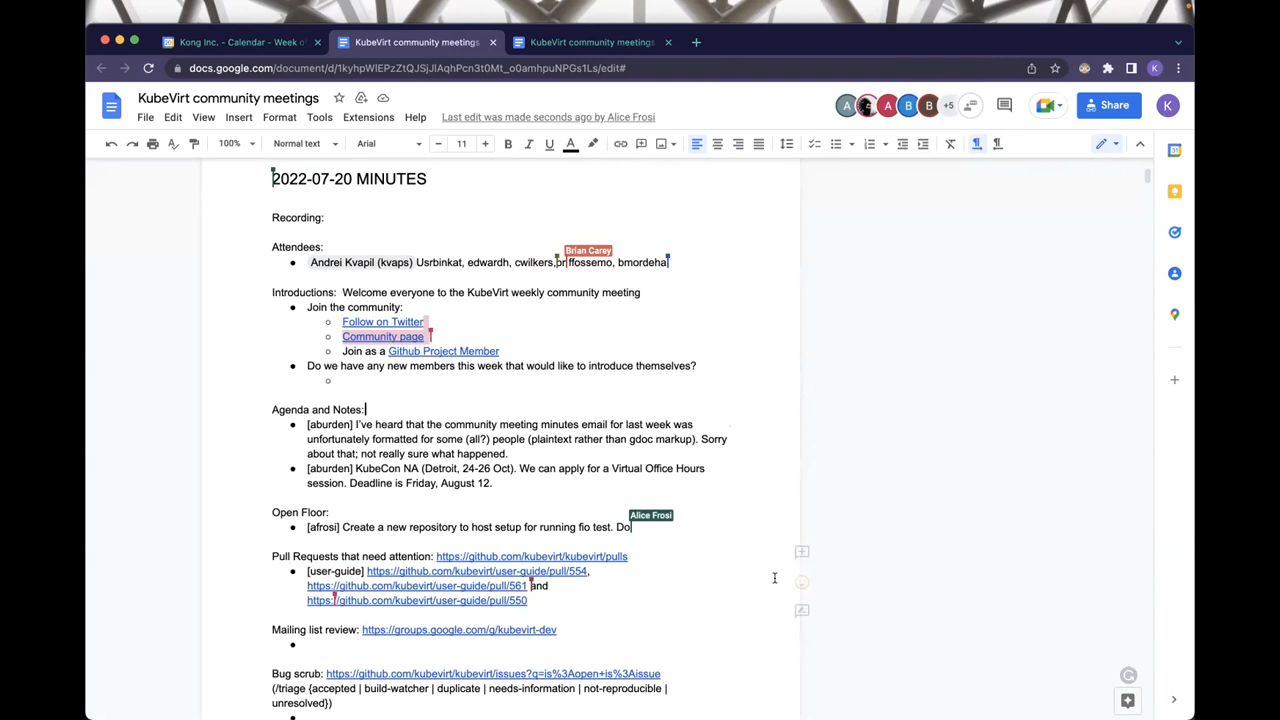 Kong Inc. - Calendar - Week o
KubeVirt community meetings
KubeVirt community meetings
docs.google.com/document/d/1kyhpWIEPzZtQJSjJlAqhPcn3t0Mt_o0amhpuNPGs1Ls/edit#
K
KubeVirt community meetings
A
A
B
B
+5
Share
K
File Edit View Insert Format Tools Extensions Help
Last edit was made seconds ago by Alice Frosi
100%
Normal text
Arial
11
B I U A
2022-07-20 MINUTES
Recording:
Attendees:
Brian Carey
● Andrei Kvapil (kvaps) Usrbinkat, edwardh, cwilkers,br ffossemo, bmordeha
Introductions: Welcome everyone to the KubeVirt weekly community meeting
● Join the community:
○ Follow on Twitter
○ Community page
○ Join as a Github Project Member
● Do we have any new members this week that would like to introduce themselves?
○
Agenda and Notes:
● [aburden] I've heard that the community meeting minutes email for last week was
unfortunately formatted for some (all?) people (plaintext rather than gdoc markup). Sorry
about that; not really sure what happened.
● [aburden] KubeCon NA (Detroit, 24-26 Oct). We can apply for a Virtual Office Hours
session. Deadline is Friday, August 12.
Open Floor:
Alice Frosi
● [afrosi] Create a new repository to host setup for running fio test. Do
Pull Requests that need attention: https://github.com/kubevirt/kubevirt/pulls
● [user-guide] https://github.com/kubevirt/user-guide/pull/554,
https://github.com/kubevirt/user-guide/pull/561 and
https://github.com/kubevirt/user-guide/pull/550
Mailing list review: https://groups.google.com/g/kubevirt-dev
●
Bug scrub: https://github.com/kubevirt/kubevirt/issues?q=is%3Aopen+is%3Aissue
(/triage {accepted | build-watcher | duplicate | needs-information | not-reproducible |
unresolved})